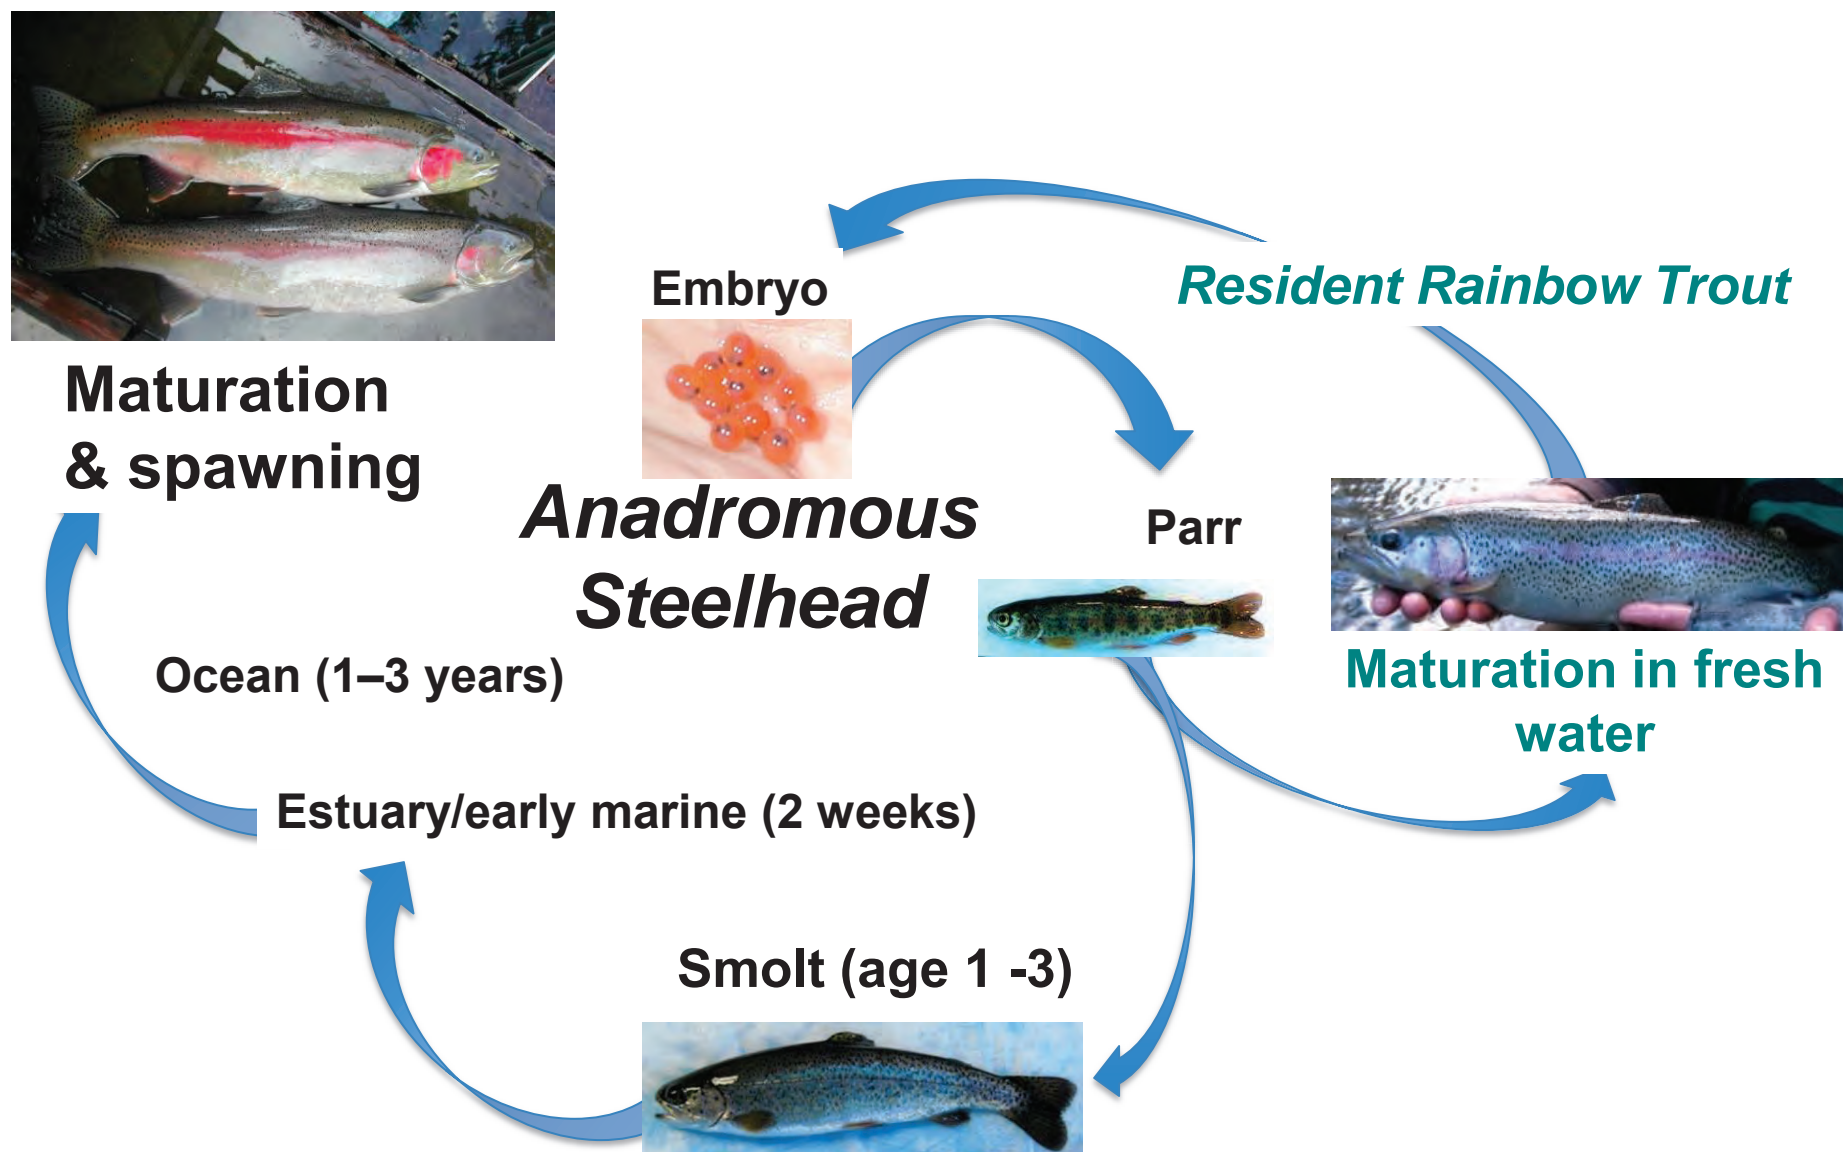 Embryo
Resident Rainbow Trout
Maturation
& spawning
Anadromous
Steelhead
Parr
Maturation in fresh
water
Ocean (1–3 years)
Estuary/early marine (2 weeks)
Smolt (age 1 -3)